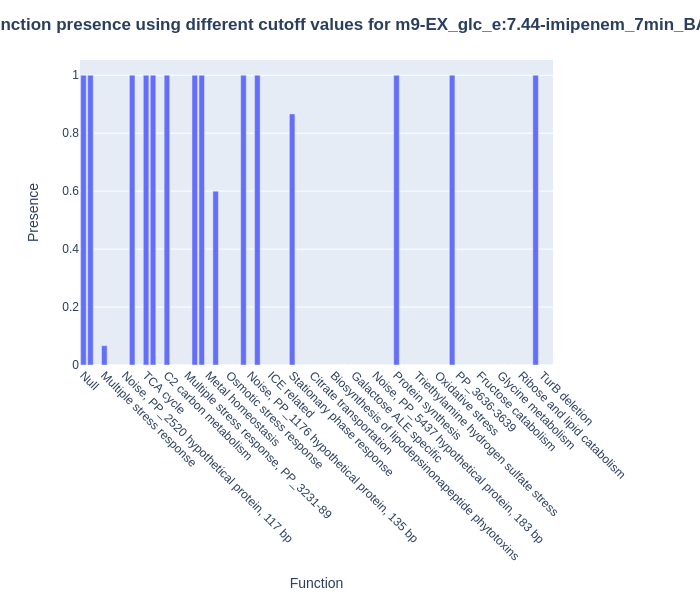 nction presence using different cutoff values for m9-EX_glc_e:7.44-imipenem_7min_BA
Presence
1
0.8
0.6
0.4
0.2
0
Null
Multiple stress response
Noise, PP_2520 hypothetical protein, 117 bp
TCA cycle
C2 carbon metabolism
Multiple stress response, PP_3231-89
Metal homeostasis
Osmotic stress response
Noise, PP_1176 hypothetical protein, 135 bp
ICE related
Stationary phase response
Citrate transportation
Biosynthesis of lipodepsinonapeptide phytotoxins
Galactose ALE specific
Noise, PP_5437 hypothetical protein, 183 bp
Protein synthesis
Triethylamine hydrogen sulfate stress
Oxidative stress
PP_3636-3639
Fructose catabolism
Glycine metabolism
Ribose and lipid catabolism
TurB deletion
Function